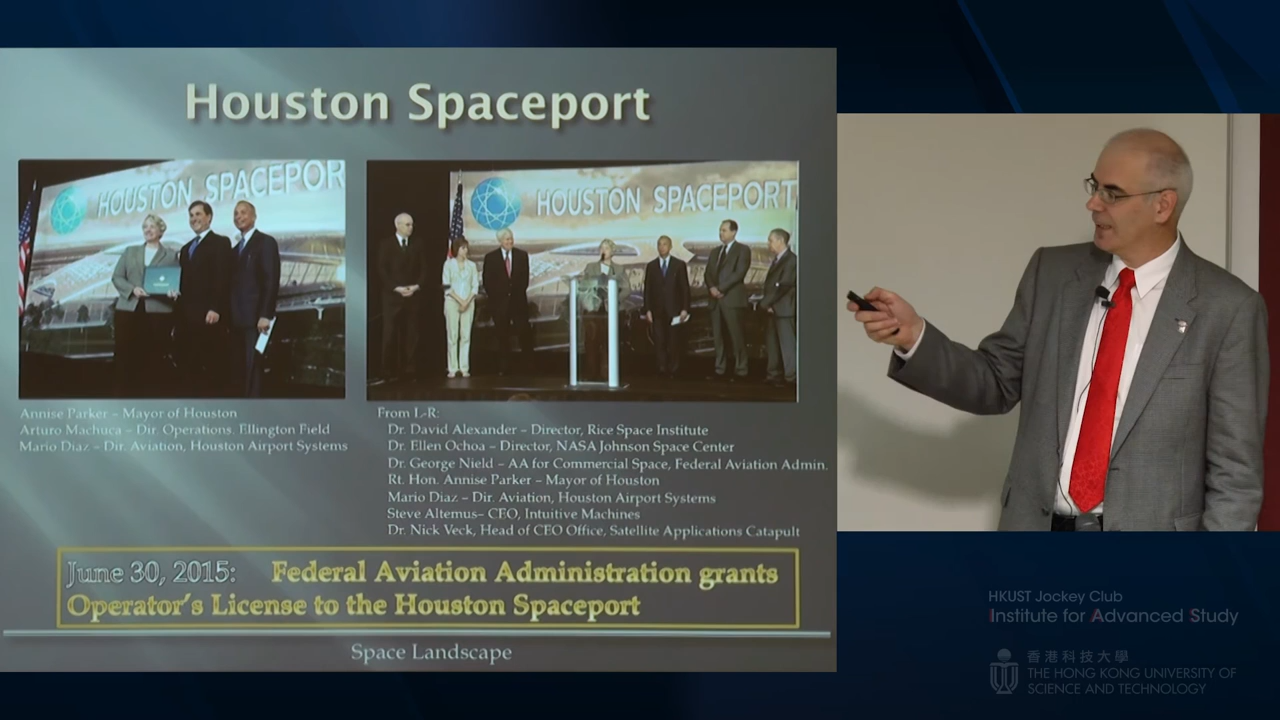 Houston Spaceport
HOUSTON SPACEPOR
HOUSTON SPACEPORT
Annise Parker – Mayor of Houston
Arturo Machuca – Dir. Operations. Ellington Field
Mario Diaz – Dir. Aviation, Houston Airport Systems
From L-R:
Dr. David Alexander – Director, Rice Space Institute
Dr. Ellen Ochoa – Director, NASA Johnson Space Center
Dr. George Nield – AA for Commercial Space, Federal Aviation Admin.
Rt. Hon. Annise Parker – Mayor of Houston
Mario Diaz – Dir. Aviation, Houston Airport Systems
Steve Altemus– CEO, Intuitive Machines
Dr. Nick Veck, Head of CEO Office, Satellite Applications Catapult
June 30, 2015: Federal Aviation Administration grants
Operator's License to the Houston Spaceport
Space Landscape
HKUST Jockey Club
Institute for Advanced Study
香港科技大學
THE HONG KONG UNIVERSITY OF
SCIENCE AND TECHNOLOGY